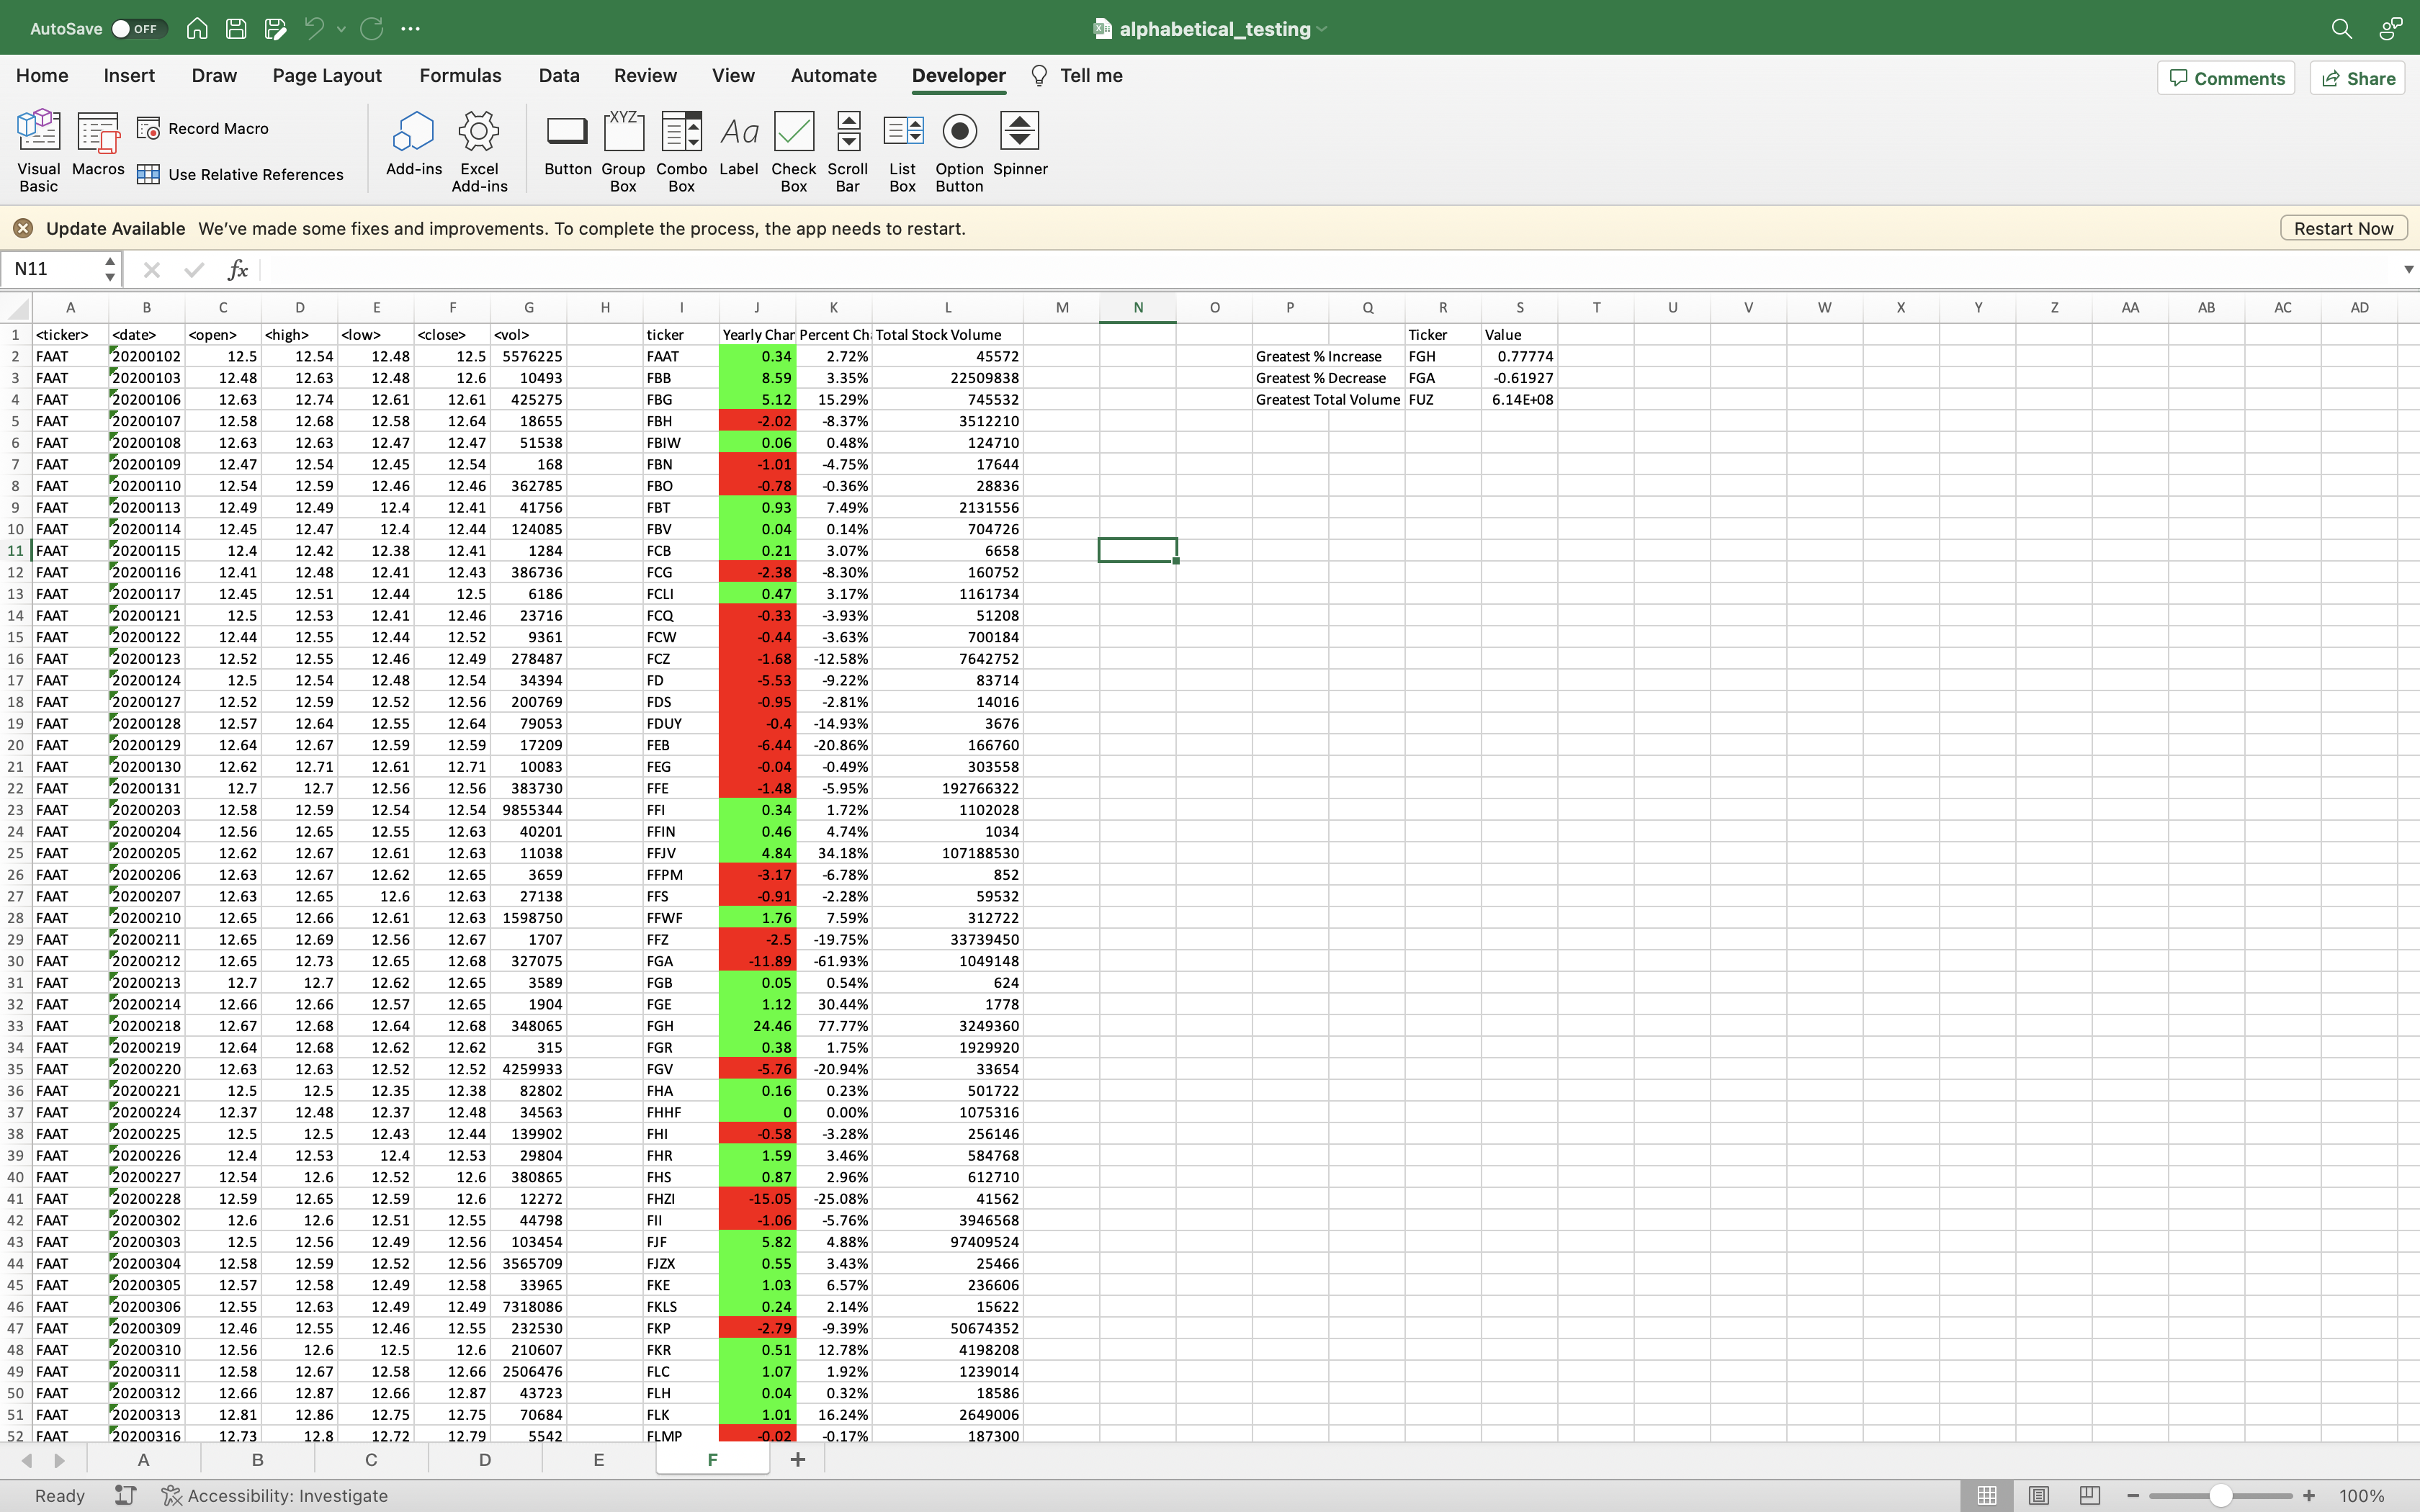 AutoSave OFF alphabetical_testing
Home Insert Draw Page Layout Formulas Data Review View Automate Developer Tell me Comments Share
Visual Basic Macros Record Macro Use Relative References Add-ins Excel Add-ins Button Group Box Combo Box Label Check Box Scroll Bar List Box Option Button Spinner
Update Available We've made some fixes and improvements. To complete the process, the app needs to restart. Restart Now
N11 fx
A B C D E F G H I J K L M N O P Q R S T U V W X Y Z AA AB AC AD
1 <ticker> <date> <open> <high> <low> <close> <vol> ticker Yearly Char Percent Ch Total Stock Volume Ticker Value
2 FAAT 20200102 12.5 12.54 12.48 12.5 5576225 FAAT 0.34 2.72% 45572 Greatest % Increase FGH 0.77774
3 FAAT 20200103 12.48 12.63 12.48 12.6 10493 FBB 8.59 3.35% 22509838 Greatest % Decrease FGA -0.61927
4 FAAT 20200106 12.63 12.74 12.61 12.61 425275 FBG 5.12 15.29% 745532 Greatest Total Volume FUZ 6.14E+08
5 FAAT 20200107 12.58 12.68 12.58 12.64 18655 FBH -2.02 -8.37% 3512210
6 FAAT 20200108 12.63 12.63 12.47 12.47 51538 FBIW 0.06 0.48% 124710
7 FAAT 20200109 12.47 12.54 12.45 12.54 168 FBN -1.01 -4.75% 17644
8 FAAT 20200110 12.54 12.59 12.46 12.46 362785 FBO -0.78 -0.36% 28836
9 FAAT 20200113 12.49 12.49 12.4 12.41 41756 FBT 0.93 7.49% 2131556
10 FAAT 20200114 12.45 12.47 12.4 12.44 124085 FBV 0.04 0.14% 704726
11 FAAT 20200115 12.4 12.42 12.38 12.41 1284 FCB 0.21 3.07% 6658
12 FAAT 20200116 12.41 12.48 12.41 12.43 386736 FCG -2.38 -8.30% 160752
13 FAAT 20200117 12.45 12.51 12.44 12.5 6186 FCLI 0.47 3.17% 1161734
14 FAAT 20200121 12.5 12.53 12.41 12.46 23716 FCQ -0.33 -3.93% 51208
15 FAAT 20200122 12.44 12.55 12.44 12.52 9361 FCW -0.44 -3.63% 700184
16 FAAT 20200123 12.52 12.55 12.46 12.49 278487 FCZ -1.68 -12.58% 7642752
17 FAAT 20200124 12.5 12.54 12.48 12.54 34394 FD -5.53 -9.22% 83714
18 FAAT 20200127 12.52 12.59 12.52 12.56 200769 FDS -0.95 -2.81% 14016
19 FAAT 20200128 12.57 12.64 12.55 12.64 79053 FDUY -0.4 -14.93% 3676
20 FAAT 20200129 12.64 12.67 12.59 12.59 17209 FEB -6.44 -20.86% 166760
21 FAAT 20200130 12.62 12.71 12.61 12.71 10083 FEG -0.04 -0.49% 303558
22 FAAT 20200131 12.7 12.7 12.56 12.56 383730 FFE -1.48 -5.95% 192766322
23 FAAT 20200203 12.58 12.59 12.54 12.54 9855344 FFI 0.34 1.72% 1102028
24 FAAT 20200204 12.56 12.65 12.55 12.63 40201 FFIN 0.46 4.74% 1034
25 FAAT 20200205 12.62 12.67 12.61 12.63 11038 FFJV 4.84 34.18% 107188530
26 FAAT 20200206 12.63 12.67 12.62 12.65 3659 FFPM -3.17 -6.78% 852
27 FAAT 20200207 12.63 12.65 12.6 12.63 27138 FFS -0.91 -2.28% 59532
28 FAAT 20200210 12.65 12.66 12.61 12.63 1598750 FFWF 1.76 7.59% 312722
29 FAAT 20200211 12.65 12.69 12.56 12.67 1707 FFZ -2.5 -19.75% 33739450
30 FAAT 20200212 12.65 12.73 12.65 12.68 327075 FGA -11.89 -61.93% 1049148
31 FAAT 20200213 12.7 12.7 12.62 12.65 3589 FGB 0.05 0.54% 624
32 FAAT 20200214 12.66 12.66 12.57 12.65 1904 FGE 1.12 30.44% 1778
33 FAAT 20200218 12.67 12.68 12.64 12.68 348065 FGH 24.46 77.77% 3249360
34 FAAT 20200219 12.64 12.68 12.62 12.62 315 FGR 0.38 1.75% 1929920
35 FAAT 20200220 12.63 12.63 12.52 12.52 4259933 FGV -5.76 -20.94% 33654
36 FAAT 20200221 12.5 12.5 12.35 12.38 82802 FHA 0.16 0.23% 501722
37 FAAT 20200224 12.37 12.48 12.37 12.48 34563 FHHF 0 0.00% 1075316
38 FAAT 20200225 12.5 12.5 12.43 12.44 139902 FHI -0.58 -3.28% 256146
39 FAAT 20200226 12.4 12.53 12.4 12.53 29804 FHR 1.59 3.46% 584768
40 FAAT 20200227 12.54 12.6 12.52 12.6 380865 FHS 0.87 2.96% 612710
41 FAAT 20200228 12.59 12.65 12.59 12.6 12272 FHZI -15.05 -25.08% 41562
42 FAAT 20200302 12.6 12.6 12.51 12.55 44798 FII -1.06 -5.76% 3946568
43 FAAT 20200303 12.5 12.56 12.49 12.56 103454 FJF 5.82 4.88% 97409524
44 FAAT 20200304 12.58 12.59 12.52 12.56 3565709 FJZX 0.55 3.43% 25466
45 FAAT 20200305 12.57 12.58 12.49 12.58 33965 FKE 1.03 6.57% 236606
46 FAAT 20200306 12.55 12.63 12.49 12.49 7318086 FKLS 0.24 2.14% 15622
47 FAAT 20200309 12.46 12.55 12.46 12.55 232530 FKP -2.79 -9.39% 50674352
48 FAAT 20200310 12.56 12.6 12.5 12.6 210607 FKR 0.51 12.78% 4198208
49 FAAT 20200311 12.58 12.67 12.58 12.66 2506476 FLC 1.07 1.92% 1239014
50 FAAT 20200312 12.66 12.87 12.66 12.87 43723 FLH 0.04 0.32% 18586
51 FAAT 20200313 12.81 12.86 12.75 12.75 70684 FLK 1.01 16.24% 2649006
52 FAAT 20200316 12.73 12.8 12.72 12.79 5542 FLMP -0.02 -0.17% 187300
A B C D E F +
Ready Accessibility: Investigate 100%